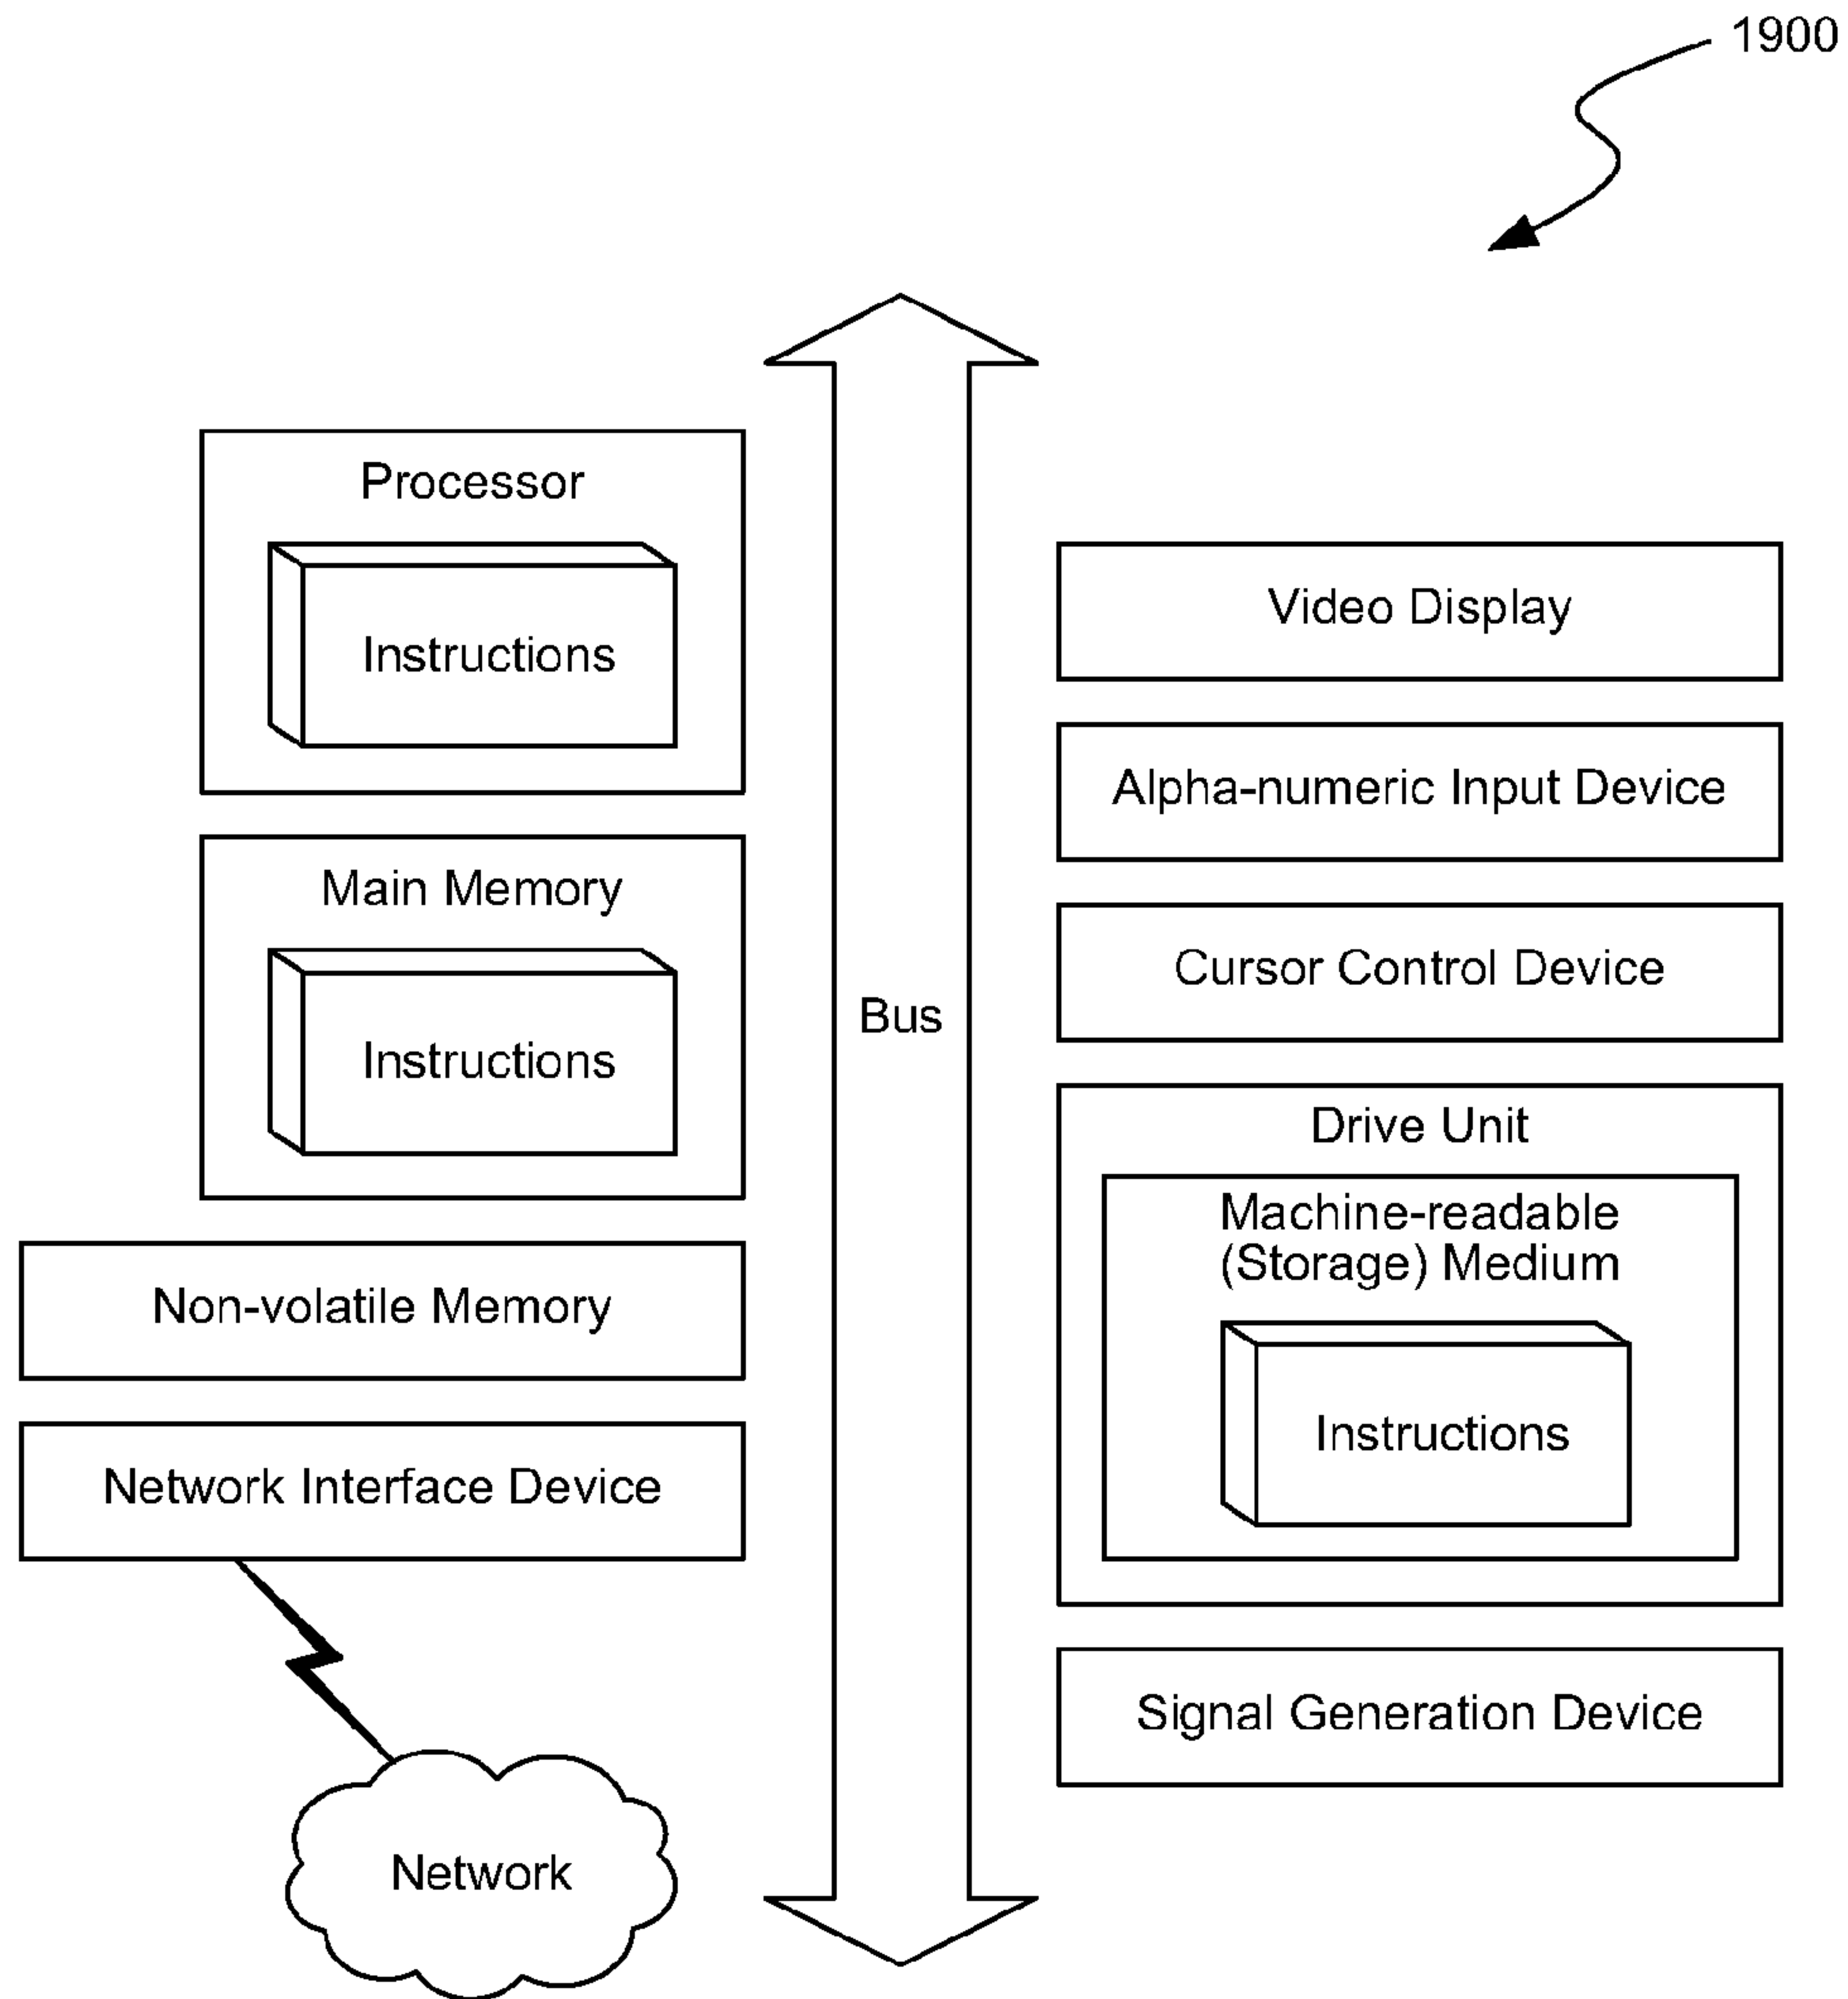 1900
Processor
Instructions
Main Memory
Instructions
Non-volatile Memory
Network Interface Device
Network
Bus
Video Display
Alpha-numeric Input Device
Cursor Control Device
Drive Unit
Machine-readable
(Storage) Medium
Instructions
Signal Generation Device